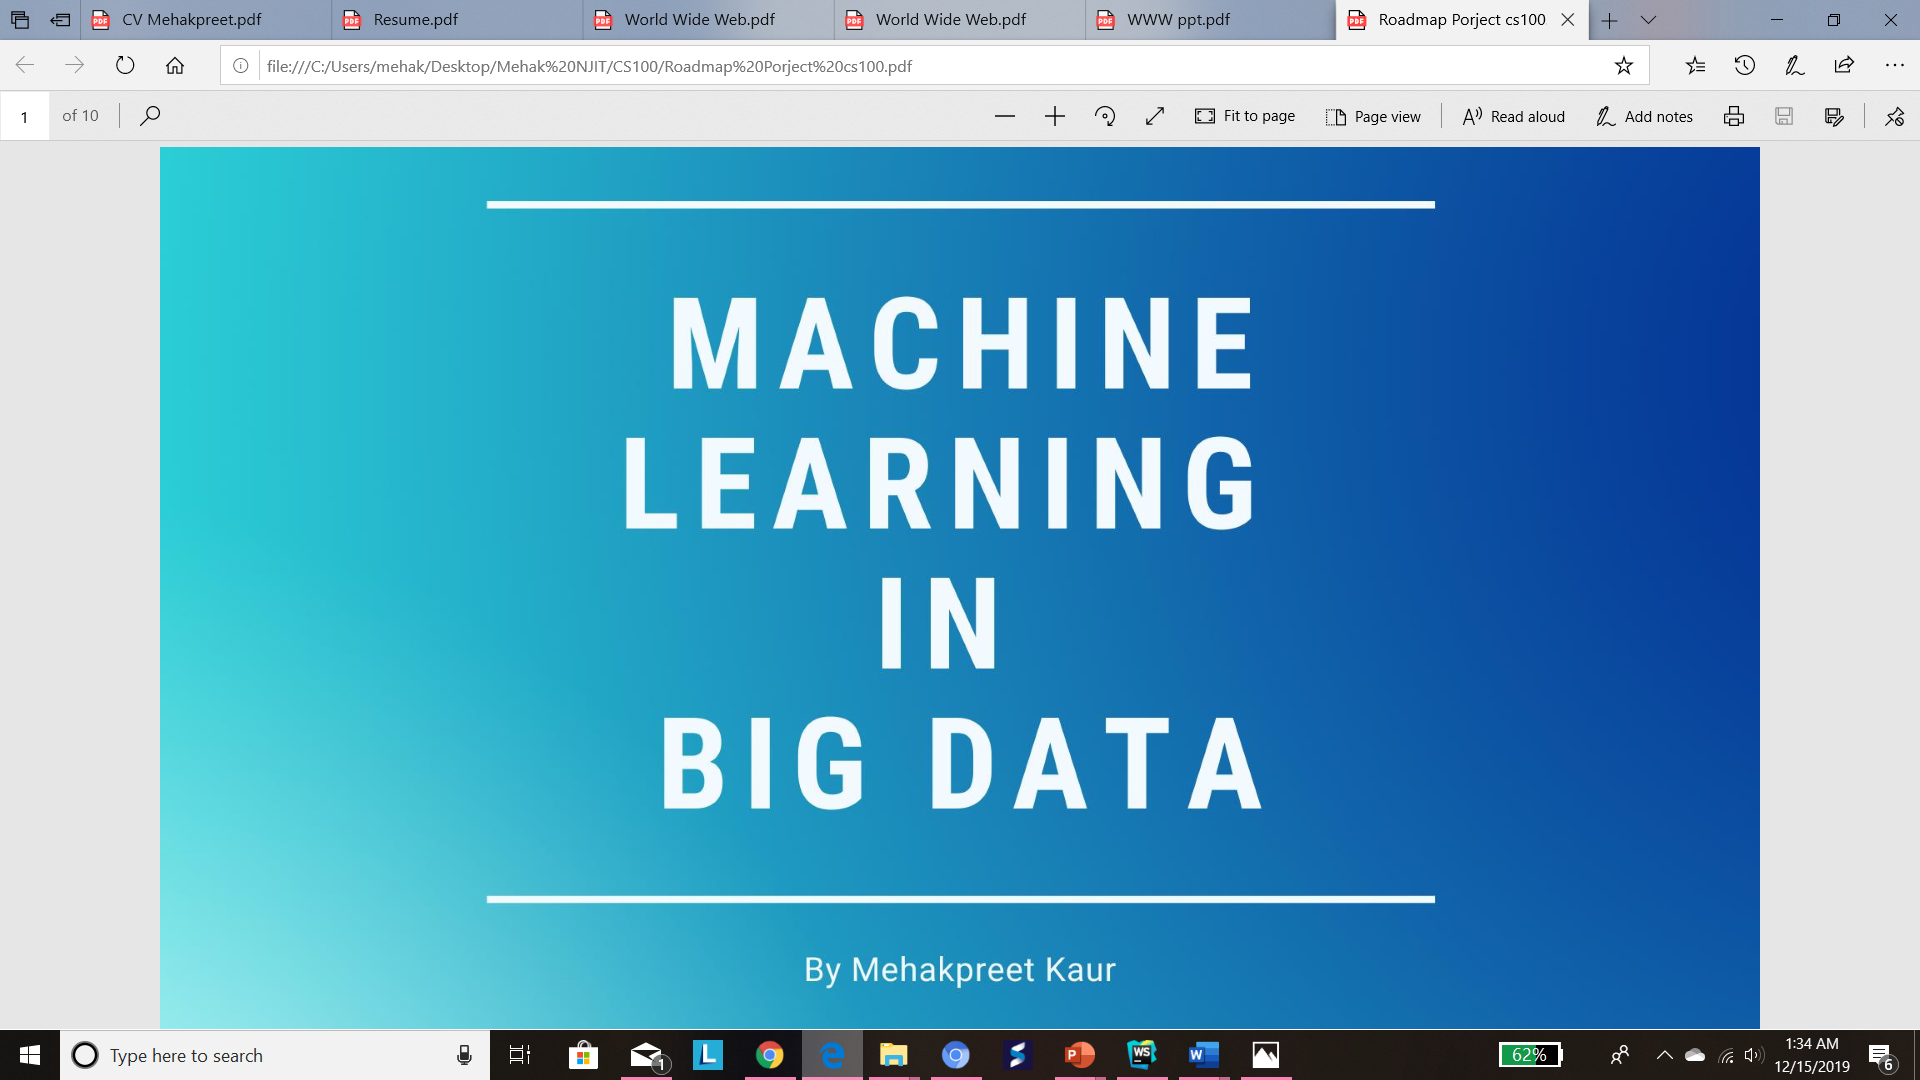 CV Mehakpreet.pdf
Resume.pdf
World Wide Web.pdf
World Wide Web.pdf
WWW ppt.pdf
Roadmap Porject cs100
file:///C:/Users/mehak/Desktop/Mehak%20NJIT/CS100/Roadmap%20Porject%20cs100.pdf
1 of 10
Fit to page
Page view
Read aloud
Add notes
MACHINE
LEARNING
IN
BIG DATA
By Mehakpreet Kaur
Type here to search
1
L
P
WS
W
62%
1:34 AM
12/15/2019
6